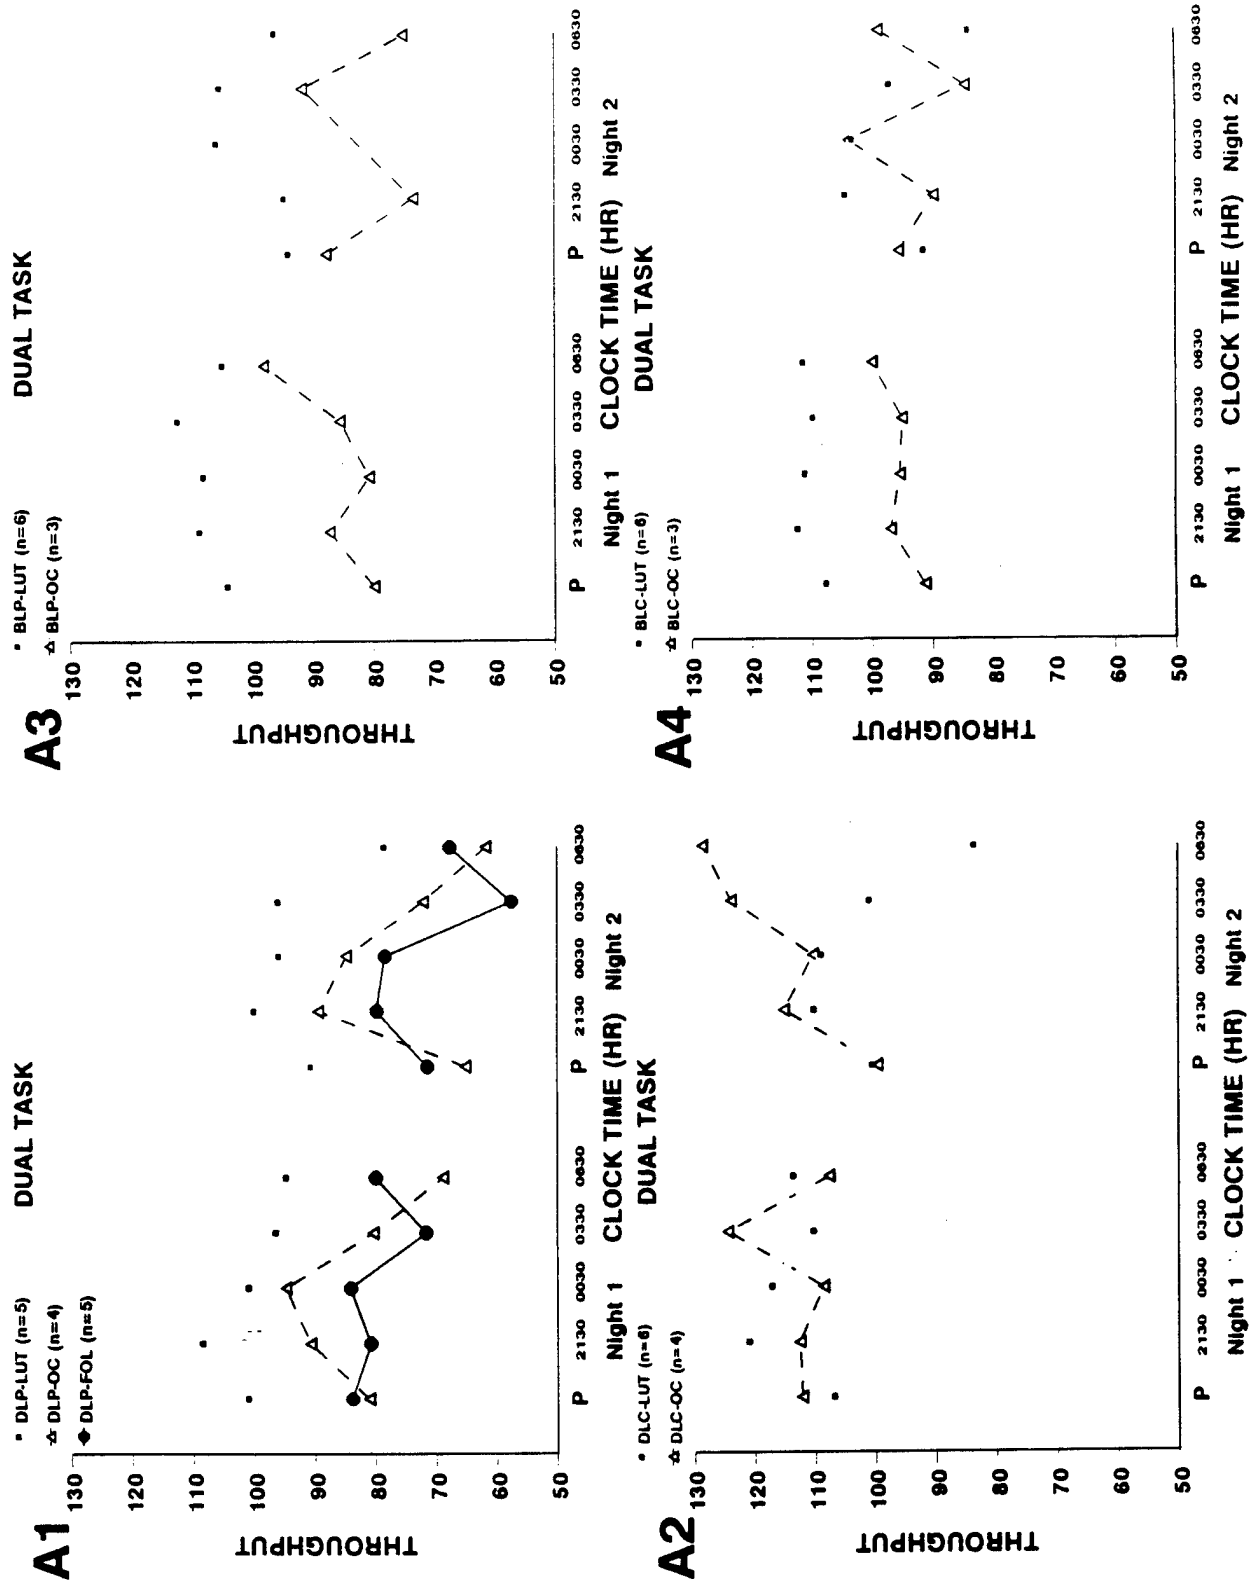 A1
DUAL TASK
DLP-LUT (n=5)
DLP-OC (n=4)
DLP-FOL (n=5)
THROUGHPUT
130
110
100
90
80
70
60
50
P 2130 0030 0330 0630 P 2130 0030 0330 0630
Night 1 CLOCK TIME (HR) Night 2
A2
DUAL TASK
DLC-LUT (n=6)
DLC-OC (n=4)
THROUGHPUT
130
120
110
100
90
80
70
60
50
P 2130 0030 0330 0630 P 2130 0030 0330 0630
Night 1 CLOCK TIME (HR) Night 2
A3
DUAL TASK
BLP-LUT (n=6)
BLP-OC (n=3)
THROUGHPUT
130
110
100
90
80
70
60
50
P 2130 0030 0330 0630 P 2130 0030 0330 0630
Night 1 CLOCK TIME (HR) Night 2
A4
DUAL TASK
BLC-LUT (n=6)
BLC-OC (n=3)
THROUGHPUT
130
120
110
100
90
80
70
60
50
P 2130 0030 0330 0630 P 2130 0030 0330 0630
Night 1 CLOCK TIME (HR) Night 2